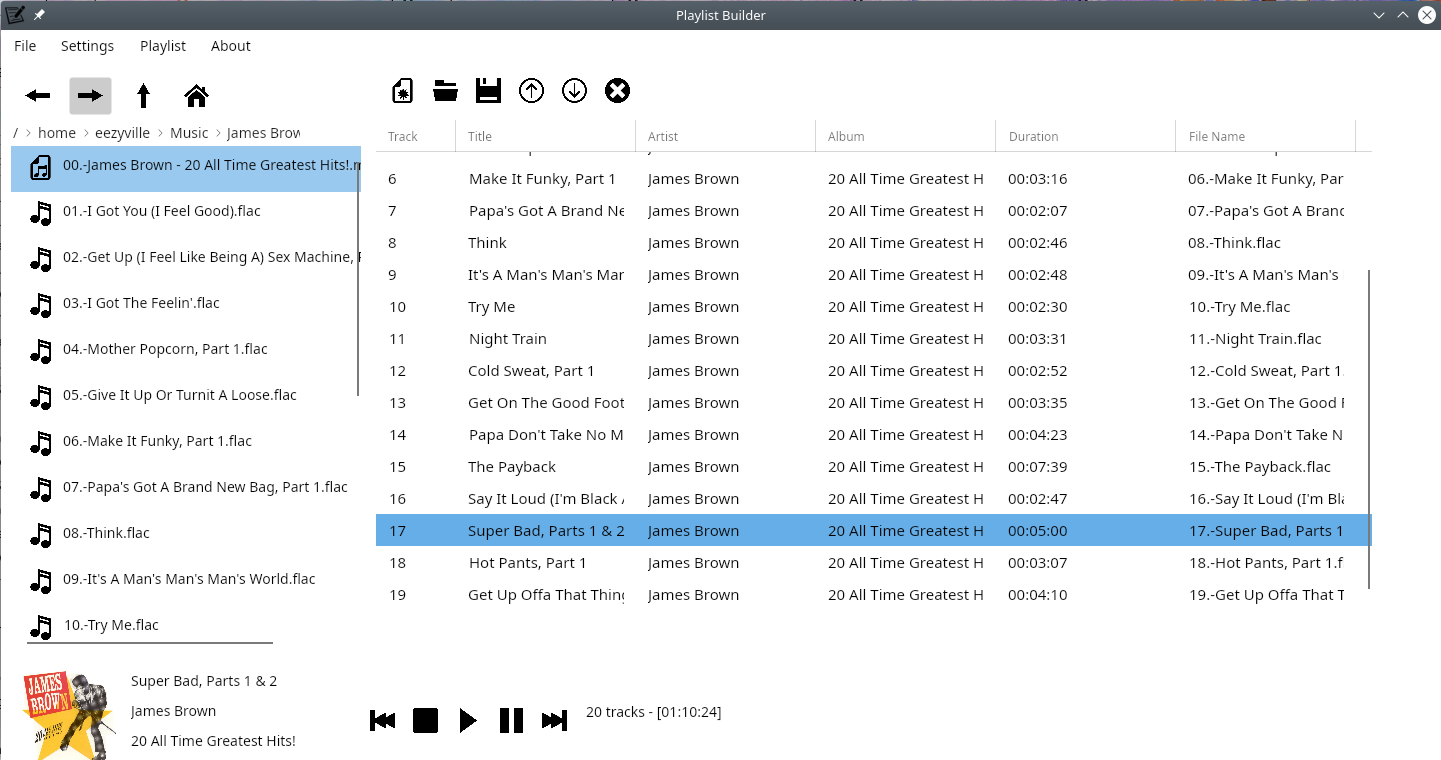 Playlist Builder
File Settings Playlist About
/ > home > eezyville > Music > James Brow
00.-James Brown - 20 All Time Greatest Hits!.m
01.-I Got You (I Feel Good).flac
02.-Get Up (I Feel Like Being A) Sex Machine, P
03.-I Got The Feelin'.flac
04.-Mother Popcorn, Part 1.flac
05.-Give It Up Or Turnit A Loose.flac
06.-Make It Funky, Part 1.flac
07.-Papa's Got A Brand New Bag, Part 1.flac
08.-Think.flac
09.-It's A Man's Man's Man's World.flac
10.-Try Me.flac
Track Title Artist Album Duration File Name
6 Make It Funky, Part 1 James Brown 20 All Time Greatest H 00:03:16 06.-Make It Funky, Par
7 Papa's Got A Brand Ne James Brown 20 All Time Greatest H 00:02:07 07.-Papa's Got A Brand
8 Think James Brown 20 All Time Greatest H 00:02:46 08.-Think.flac
9 It's A Man's Man's Man James Brown 20 All Time Greatest H 00:02:48 09.-It's A Man's Man's
10 Try Me James Brown 20 All Time Greatest H 00:02:30 10.-Try Me.flac
11 Night Train James Brown 20 All Time Greatest H 00:03:31 11.-Night Train.flac
12 Cold Sweat, Part 1 James Brown 20 All Time Greatest H 00:02:52 12.-Cold Sweat, Part 1.
13 Get On The Good Foot James Brown 20 All Time Greatest H 00:03:35 13.-Get On The Good F
14 Papa Don't Take No M James Brown 20 All Time Greatest H 00:04:23 14.-Papa Don't Take N
15 The Payback James Brown 20 All Time Greatest H 00:07:39 15.-The Payback.flac
16 Say It Loud (I'm Black A James Brown 20 All Time Greatest H 00:02:47 16.-Say It Loud (I'm Bla
17 Super Bad, Parts 1 & 2 James Brown 20 All Time Greatest H 00:05:00 17.-Super Bad, Parts 1
18 Hot Pants, Part 1 James Brown 20 All Time Greatest H 00:03:07 18.-Hot Pants, Part 1.f
19 Get Up Offa That Thing James Brown 20 All Time Greatest H 00:04:10 19.-Get Up Offa That T
JAMES
BROWN
Super Bad, Parts 1 & 2
James Brown
20 All Time Greatest Hits!
20 tracks - [01:10:24]